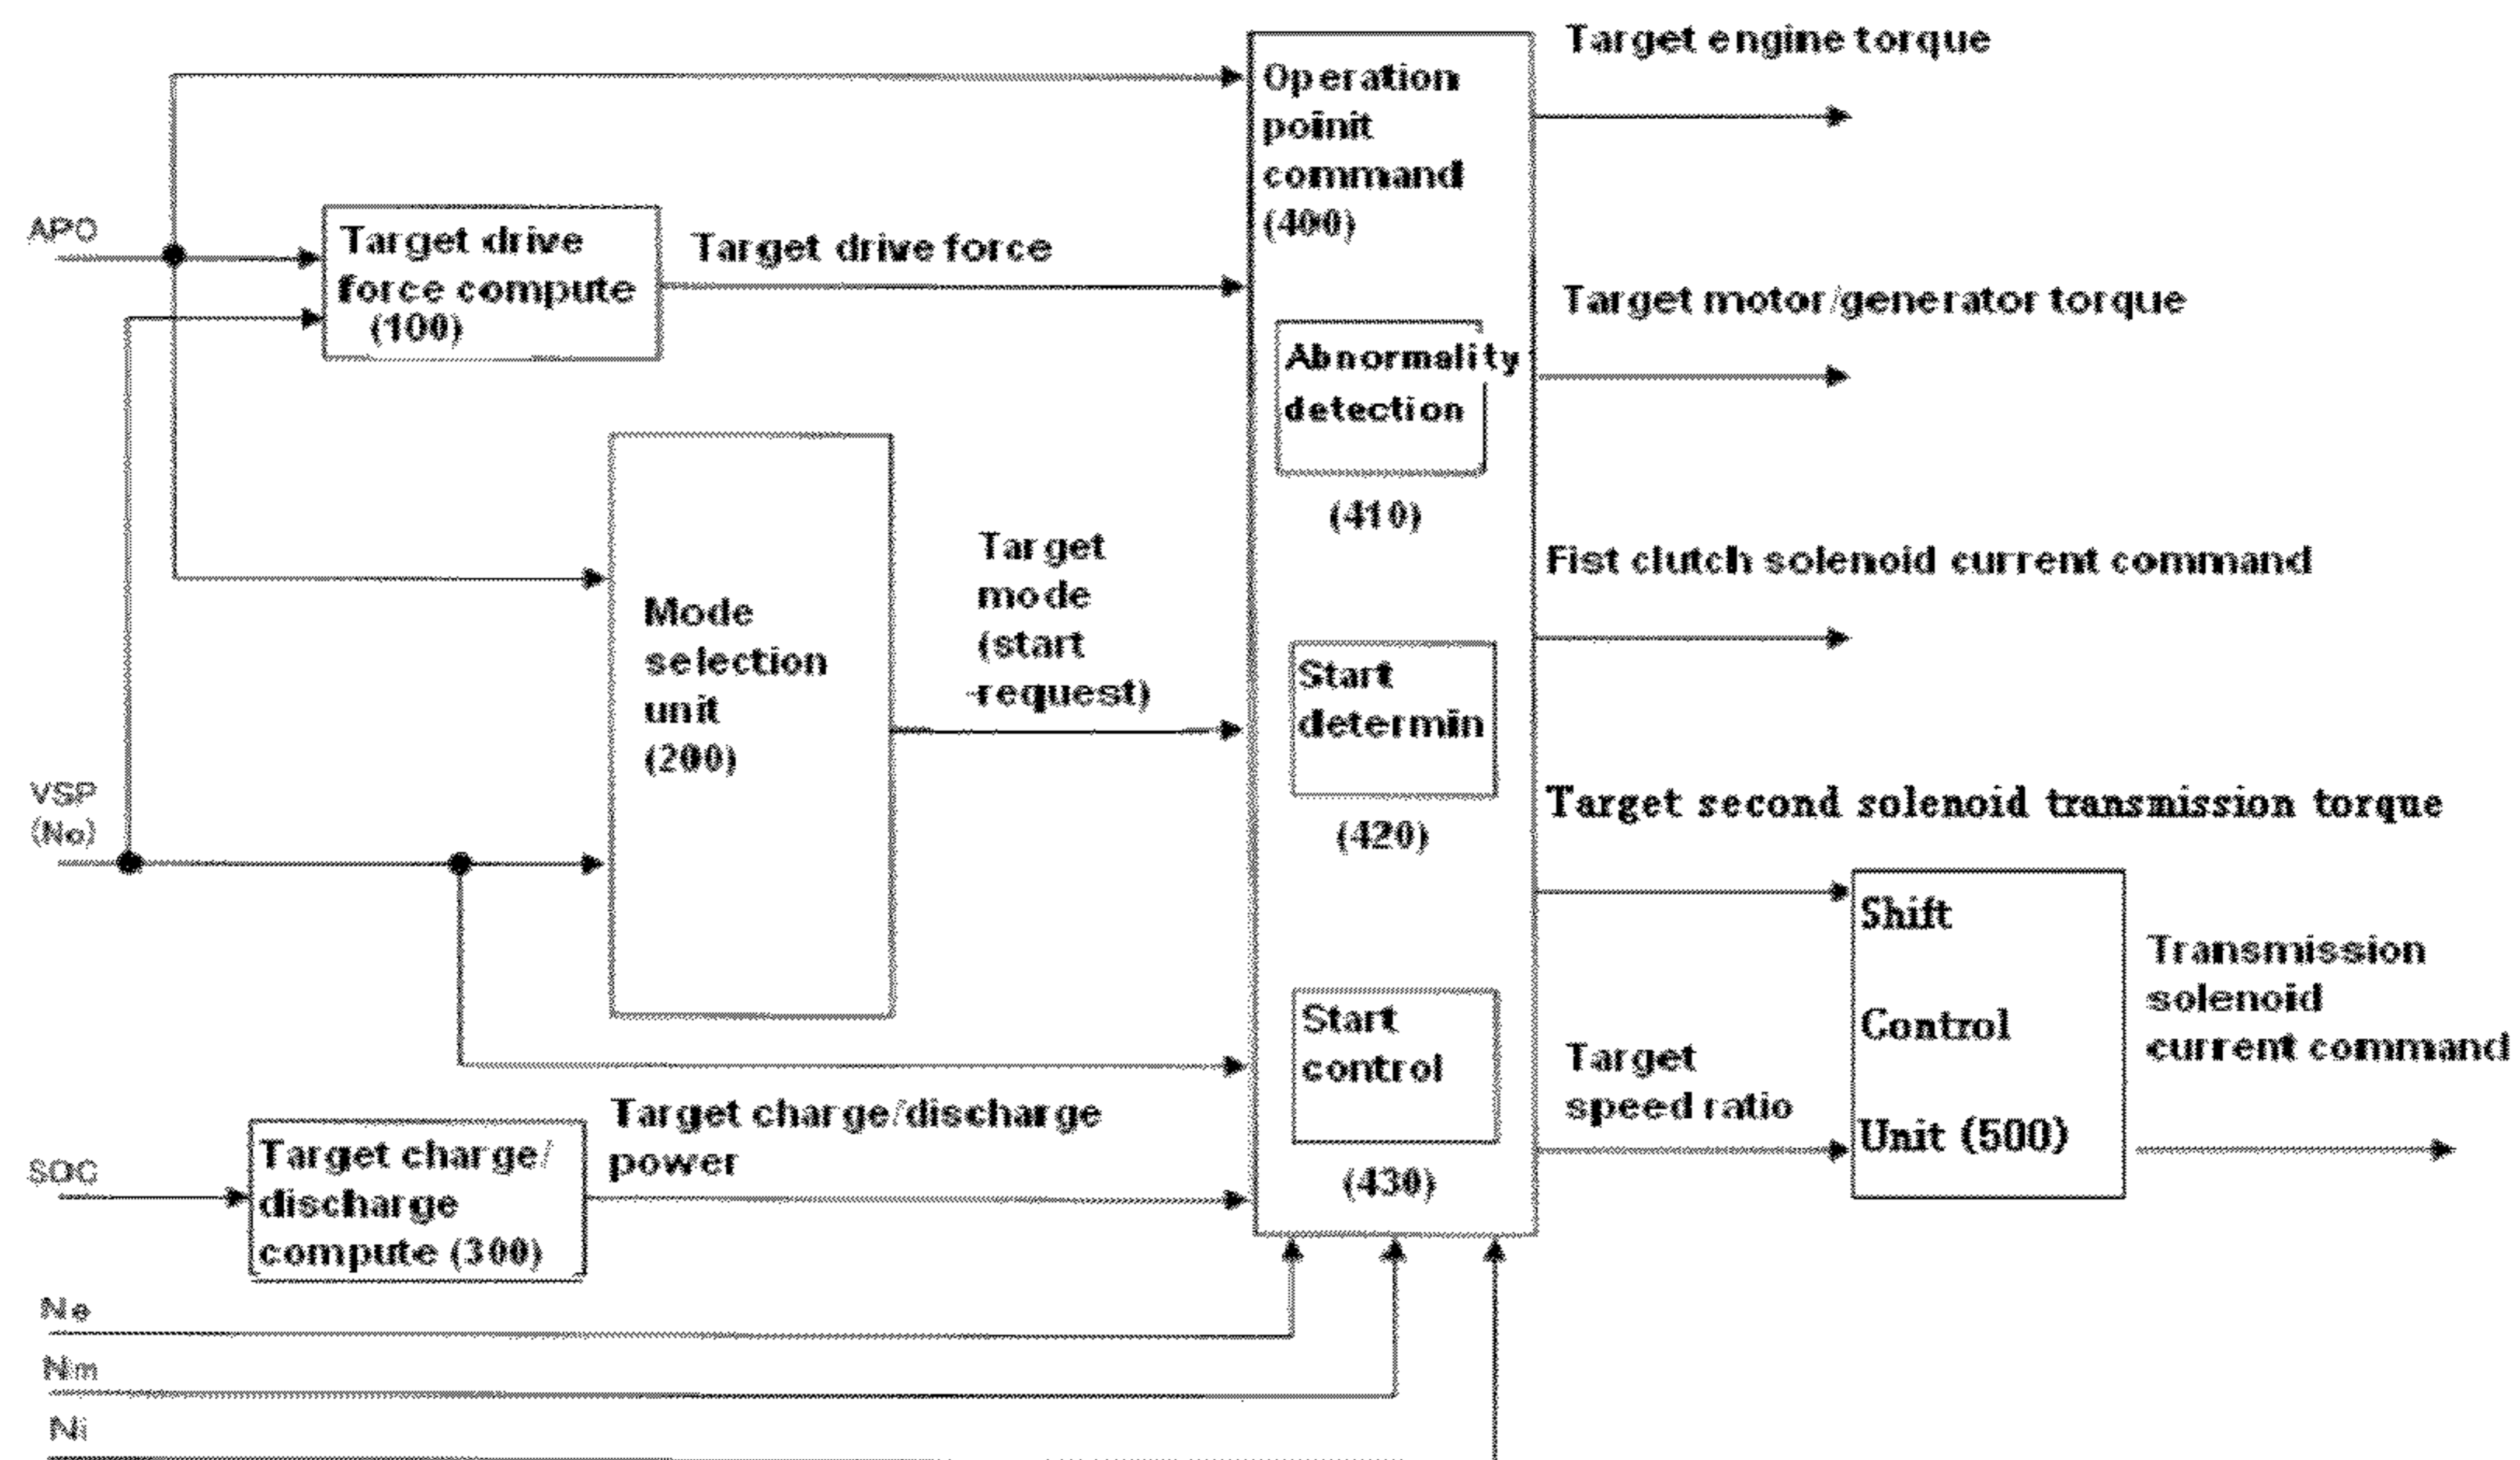 Target engine torque
Operation
poinit
command
(400)
APO
Target drive
force compute
(100)
Target drive force
Target motor/generator torque
Abnormality
detection
(410)
Target
mode
(start
request)
Fist clutch solenoid current command
Mode
selection
unit
(200)
Start
determin
(420)
VSP
(No)
Target second solenoid transmission torque
Shift
Control
Unit (500)
Transmission
solenoid
current command
Start
control
(430)
Target
speed ratio
Target charge/discharge
power
SOC
Target charge/
discharge
compute (300)
Ne
Nm
Ni